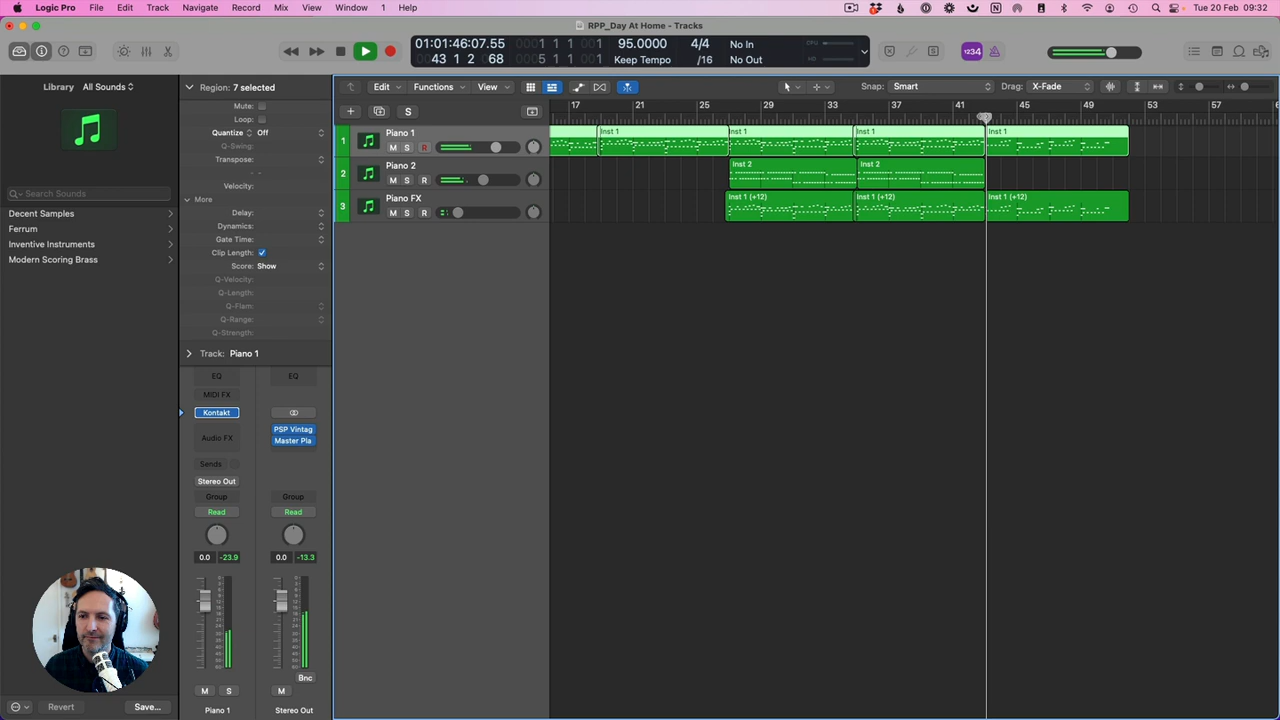 Logic Pro File Edit Track Navigate Record Mix View Window 1 Help Tue 20 Feb 09:32
RPP_Day At Home - Tracks
01:01:46:07.55 0001 1 1 1 95.0000 4/4 No In CPU 1234
43 1 2 68 5 1 1 1 Keep Tempo /16 No Out HD
Library All Sounds
Region: 7 selected
Edit Functions View Snap: Smart Drag: X-Fade
Mute:
Loop:
Quantize Off
Q-Swing:
Transpose:
Velocity:
More
Delay:
Dynamics:
Gate Time:
Clip Length:
Score: Show
Q-Velocity:
Q-Length:
Q-Flam:
Q-Range:
Q-Strength:
Search Sounds
Decent Samples
Ferrum
Inventive Instruments
Modern Scoring Brass
S
17 21 25 29 33 37 41 45 49 53 57
1 Piano 1 M S R Inst 1 Inst 1 Inst 1 Inst 1
2 Piano 2 M S R Inst 2 Inst 2
3 Piano FX M S R Inst 1 (+12) Inst 1 (+12) Inst 1 (+12)
Track: Piano 1
EQ EQ
MIDI FX
Kontakt
PSP Vintag
Audio FX Master Pla
Sends
Stereo Out
Group Group
Read Read
0.0 -23.9 0.0 -13.3
Bnc
M S M
Piano 1 Stereo Out
Revert Save...